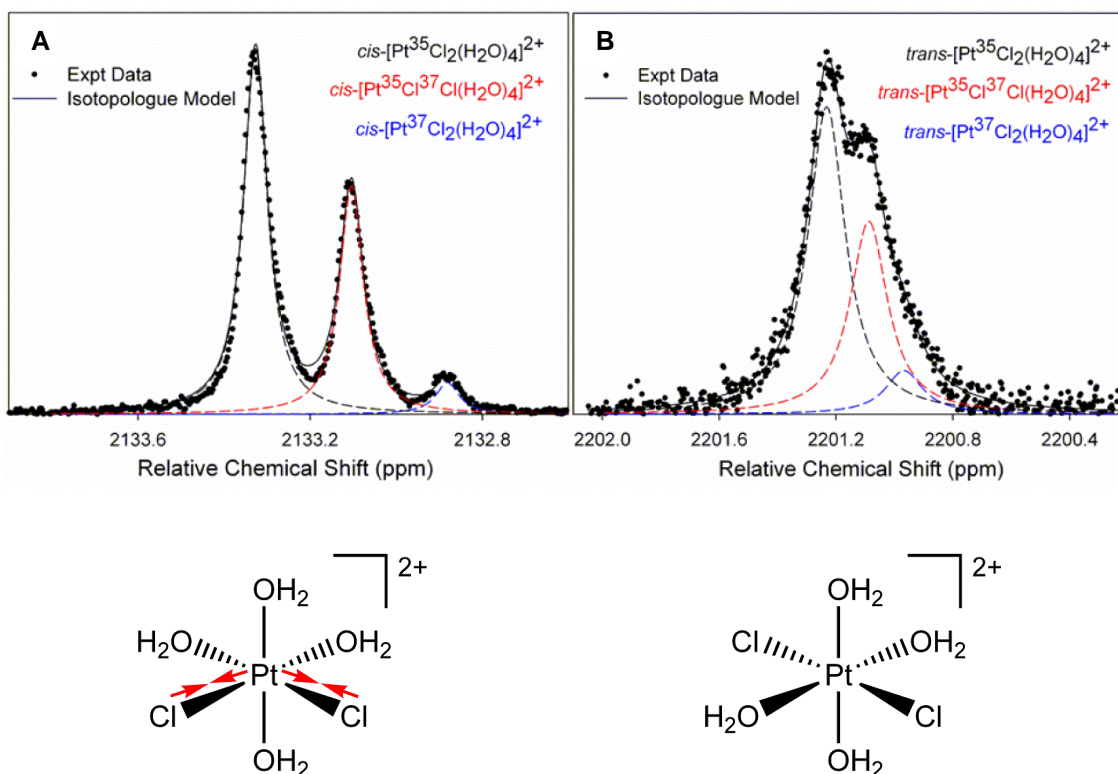 A
cis-[Pt³⁵Cl₂(H₂O)₄]²⁺
Expt Data
cis-[Pt³⁵Cl³⁷Cl(H₂O)₄]²⁺
Isotopologue Model
cis-[Pt³⁷Cl₂(H₂O)₄]²⁺
2133.6 2133.2 2132.8
Relative Chemical Shift (ppm)
B
trans-[Pt³⁵Cl₂(H₂O)₄]²⁺
Expt Data
trans-[Pt³⁵Cl³⁷Cl(H₂O)₄]²⁺
Isotopologue Model
trans-[Pt³⁷Cl₂(H₂O)₄]²⁺
2202.0 2201.6 2201.2 2200.8 2200.4
Relative Chemical Shift (ppm)
2+
OH₂
H₂O OH₂
Pt
Cl Cl
OH₂
2+
OH₂
Cl OH₂
Pt
H₂O Cl
OH₂